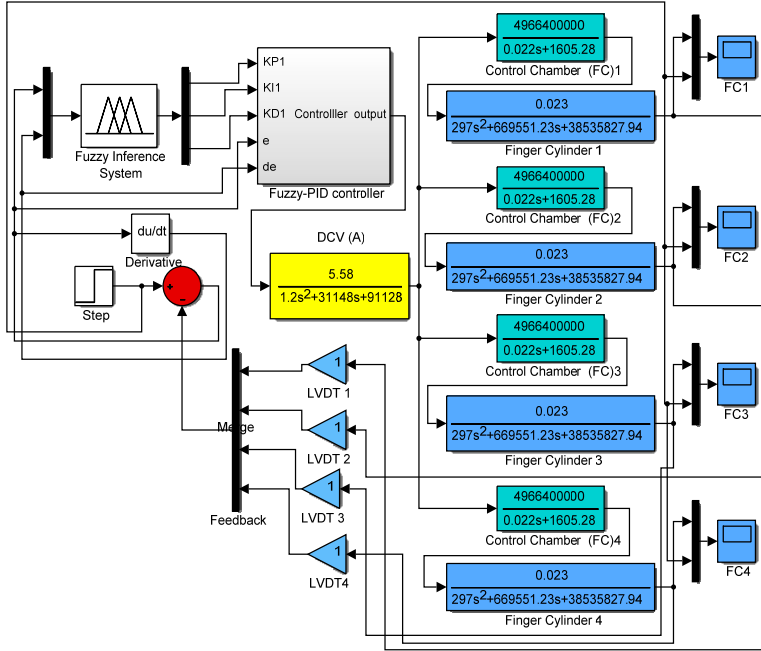 4966400000
0.022s+1605.28
Control Chamber (FC)1
FC1
0.023
297s²+669551.23s+38535827.94
Finger Cylinder 1
KP1
KI1
KD1
e
de
Controlller output
Fuzzy-PID controller
Fuzzy Inference
System
4966400000
0.022s+1605.28
Control Chamber (FC)2
FC2
0.023
297s²+669551.23s+38535827.94
Finger Cylinder 2
du/dt
Derivative
DCV (A)
5.58
1.2s²+31148s+91128
Step
+
−
4966400000
0.022s+1605.28
Control Chamber (FC)3
FC3
0.023
297s²+669551.23s+38535827.94
Finger Cylinder 3
1
LVDT 1
Merge
1
LVDT 2
1
LVDT 3
Feedback
1
LVDT4
4966400000
0.022s+1605.28
Control Chamber (FC)4
FC4
0.023
297s²+669551.23s+38535827.94
Finger Cylinder 4